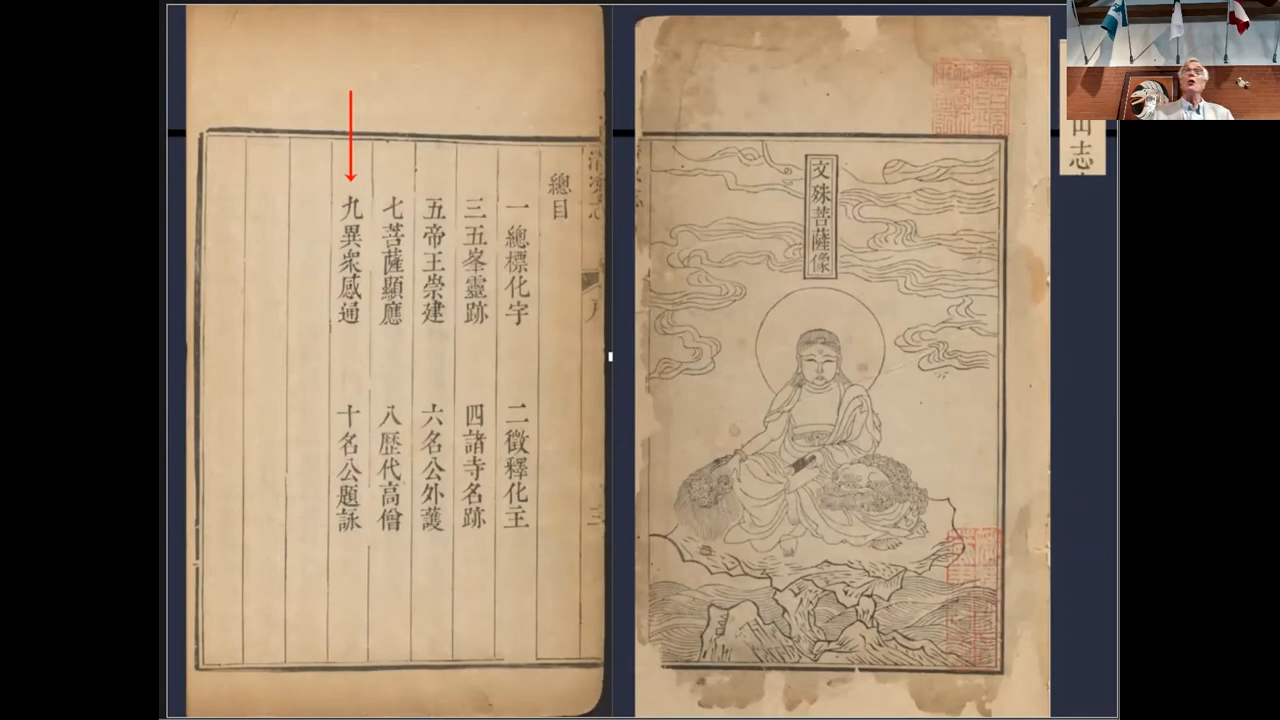 志
文殊菩薩像
總目
一總標化宇
二徵釋化主
三五峯靈跡
四諸寺名跡
五帝王崇建
六名公外護
七菩薩顯應
八歷代高僧
九異衆感通
十名公題詠